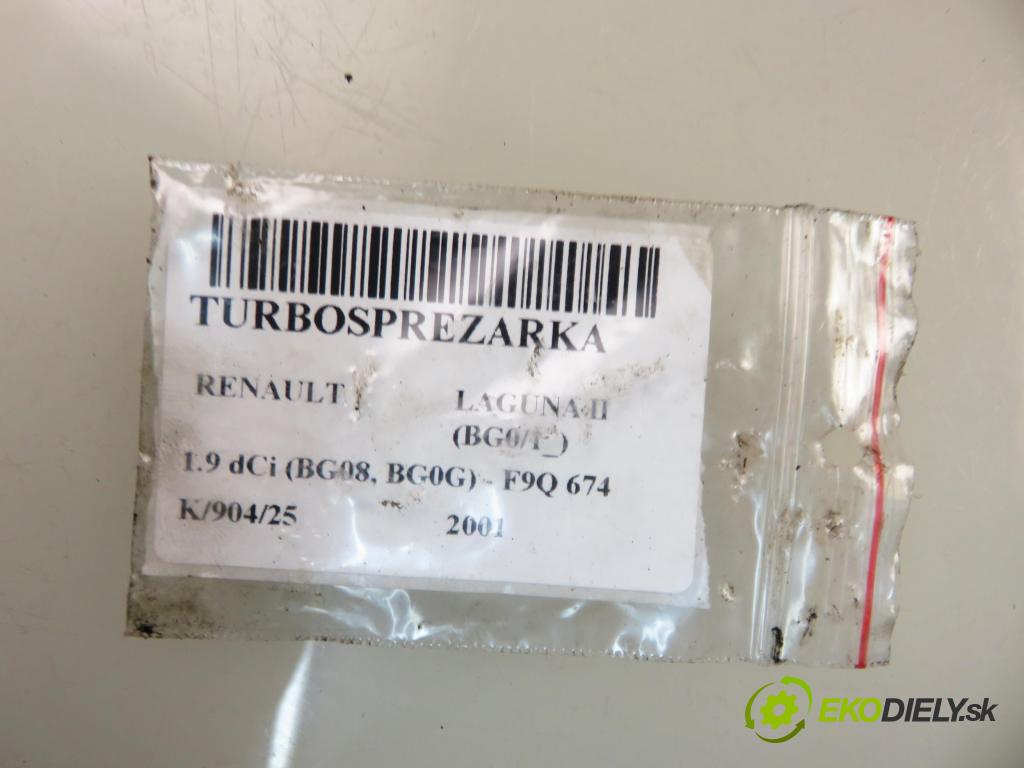 TURBOSPREZARKA
RENAULT LAGUNA II
(BG0/1_)
1.9 dCi (BG08, BG0G) - F9Q 674
K/904/25 2001
EKODIELY.sk